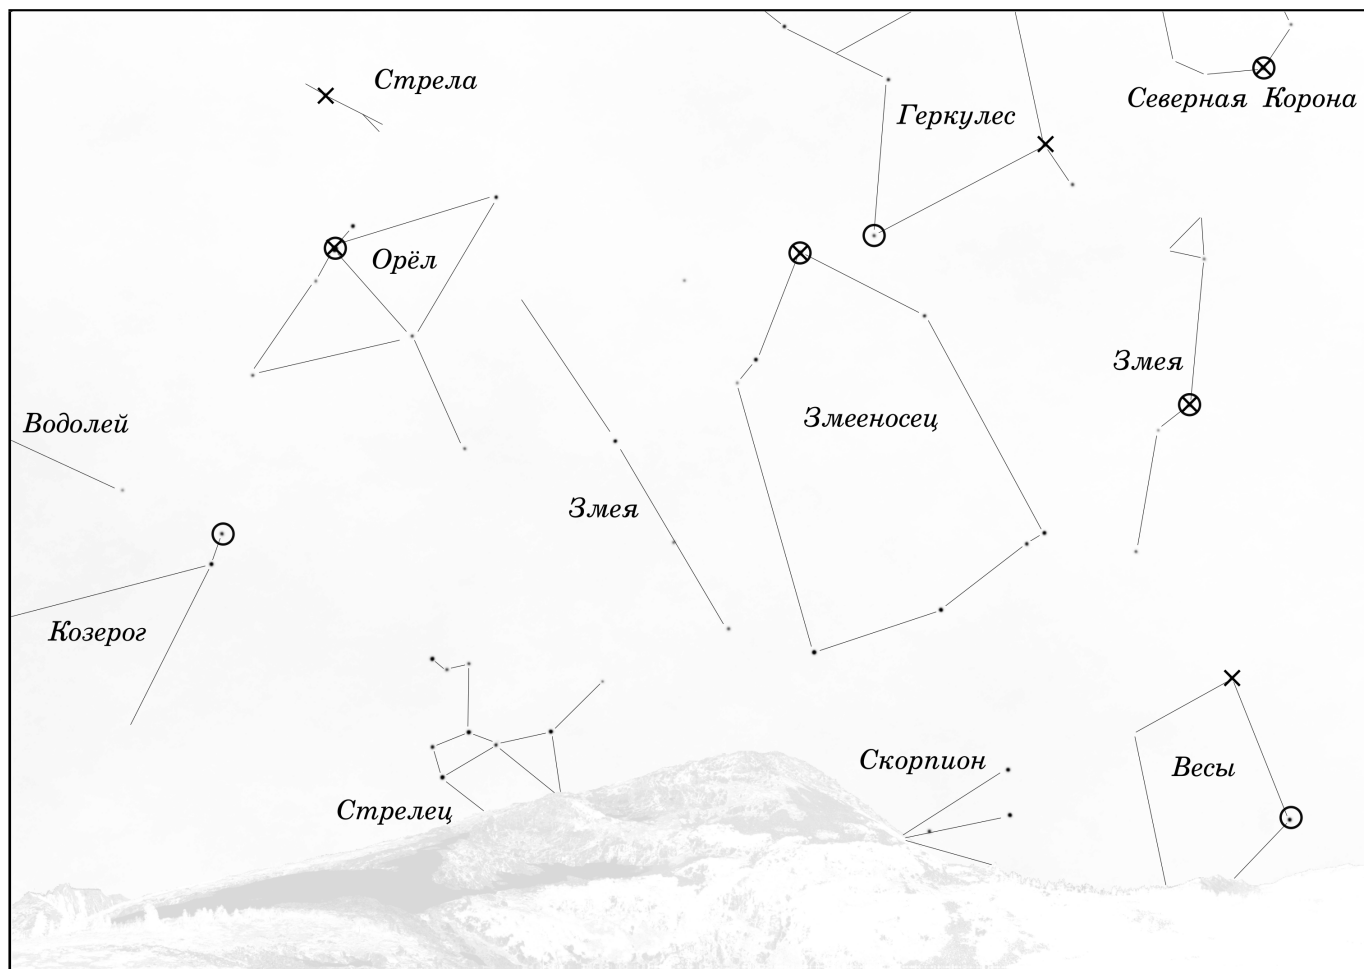 Стрела
Северная Корона
Геркулес
Орёл
Змея
Змееносец
Водолей
Змея
Козерог
Скорпион
Весы
Стрелец